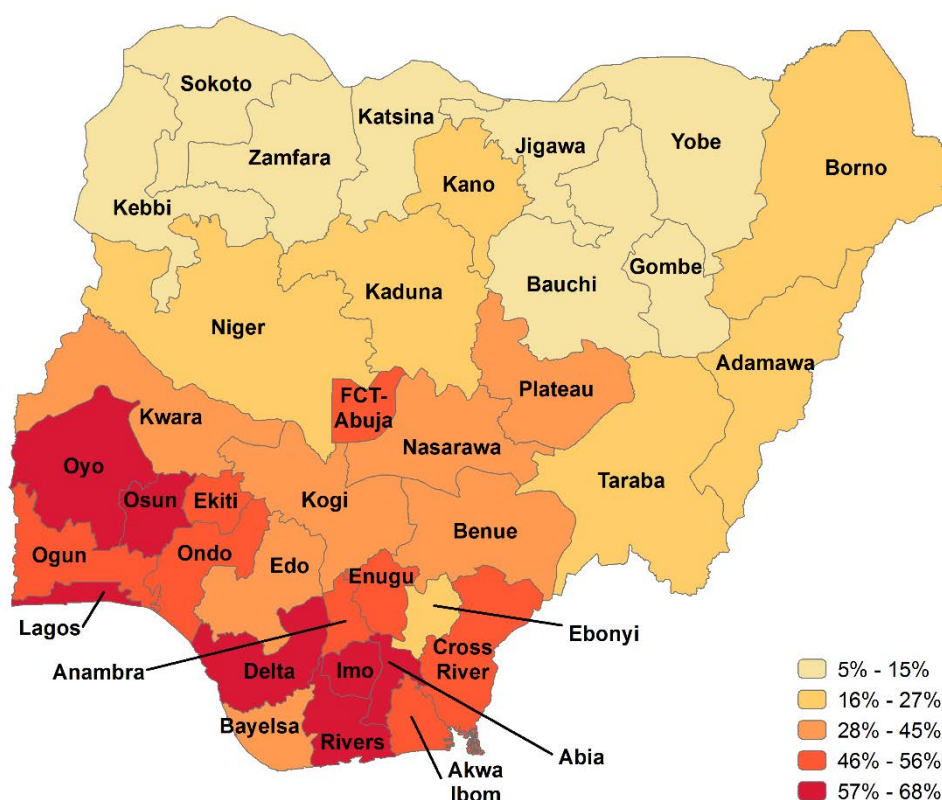 Sokoto
Katsina
Jigawa
Yobe
Zamfara
Kano
Borno
Kebbi
Bauchi
Gombe
Kaduna
Niger
Adamawa
FCT-
Abuja
Plateau
Kwara
Nasarawa
Oyo
Taraba
Osun
Ekiti
Kogi
Benue
Ogun
Ondo
Edo
Enugu
Lagos
Ebonyi
Anambra
Cross
River
Delta
Imo
Bayelsa
Rivers
Abia
Akwa
Ibom
5% - 15%
16% - 27%
28% - 45%
46% - 56%
57% - 68%